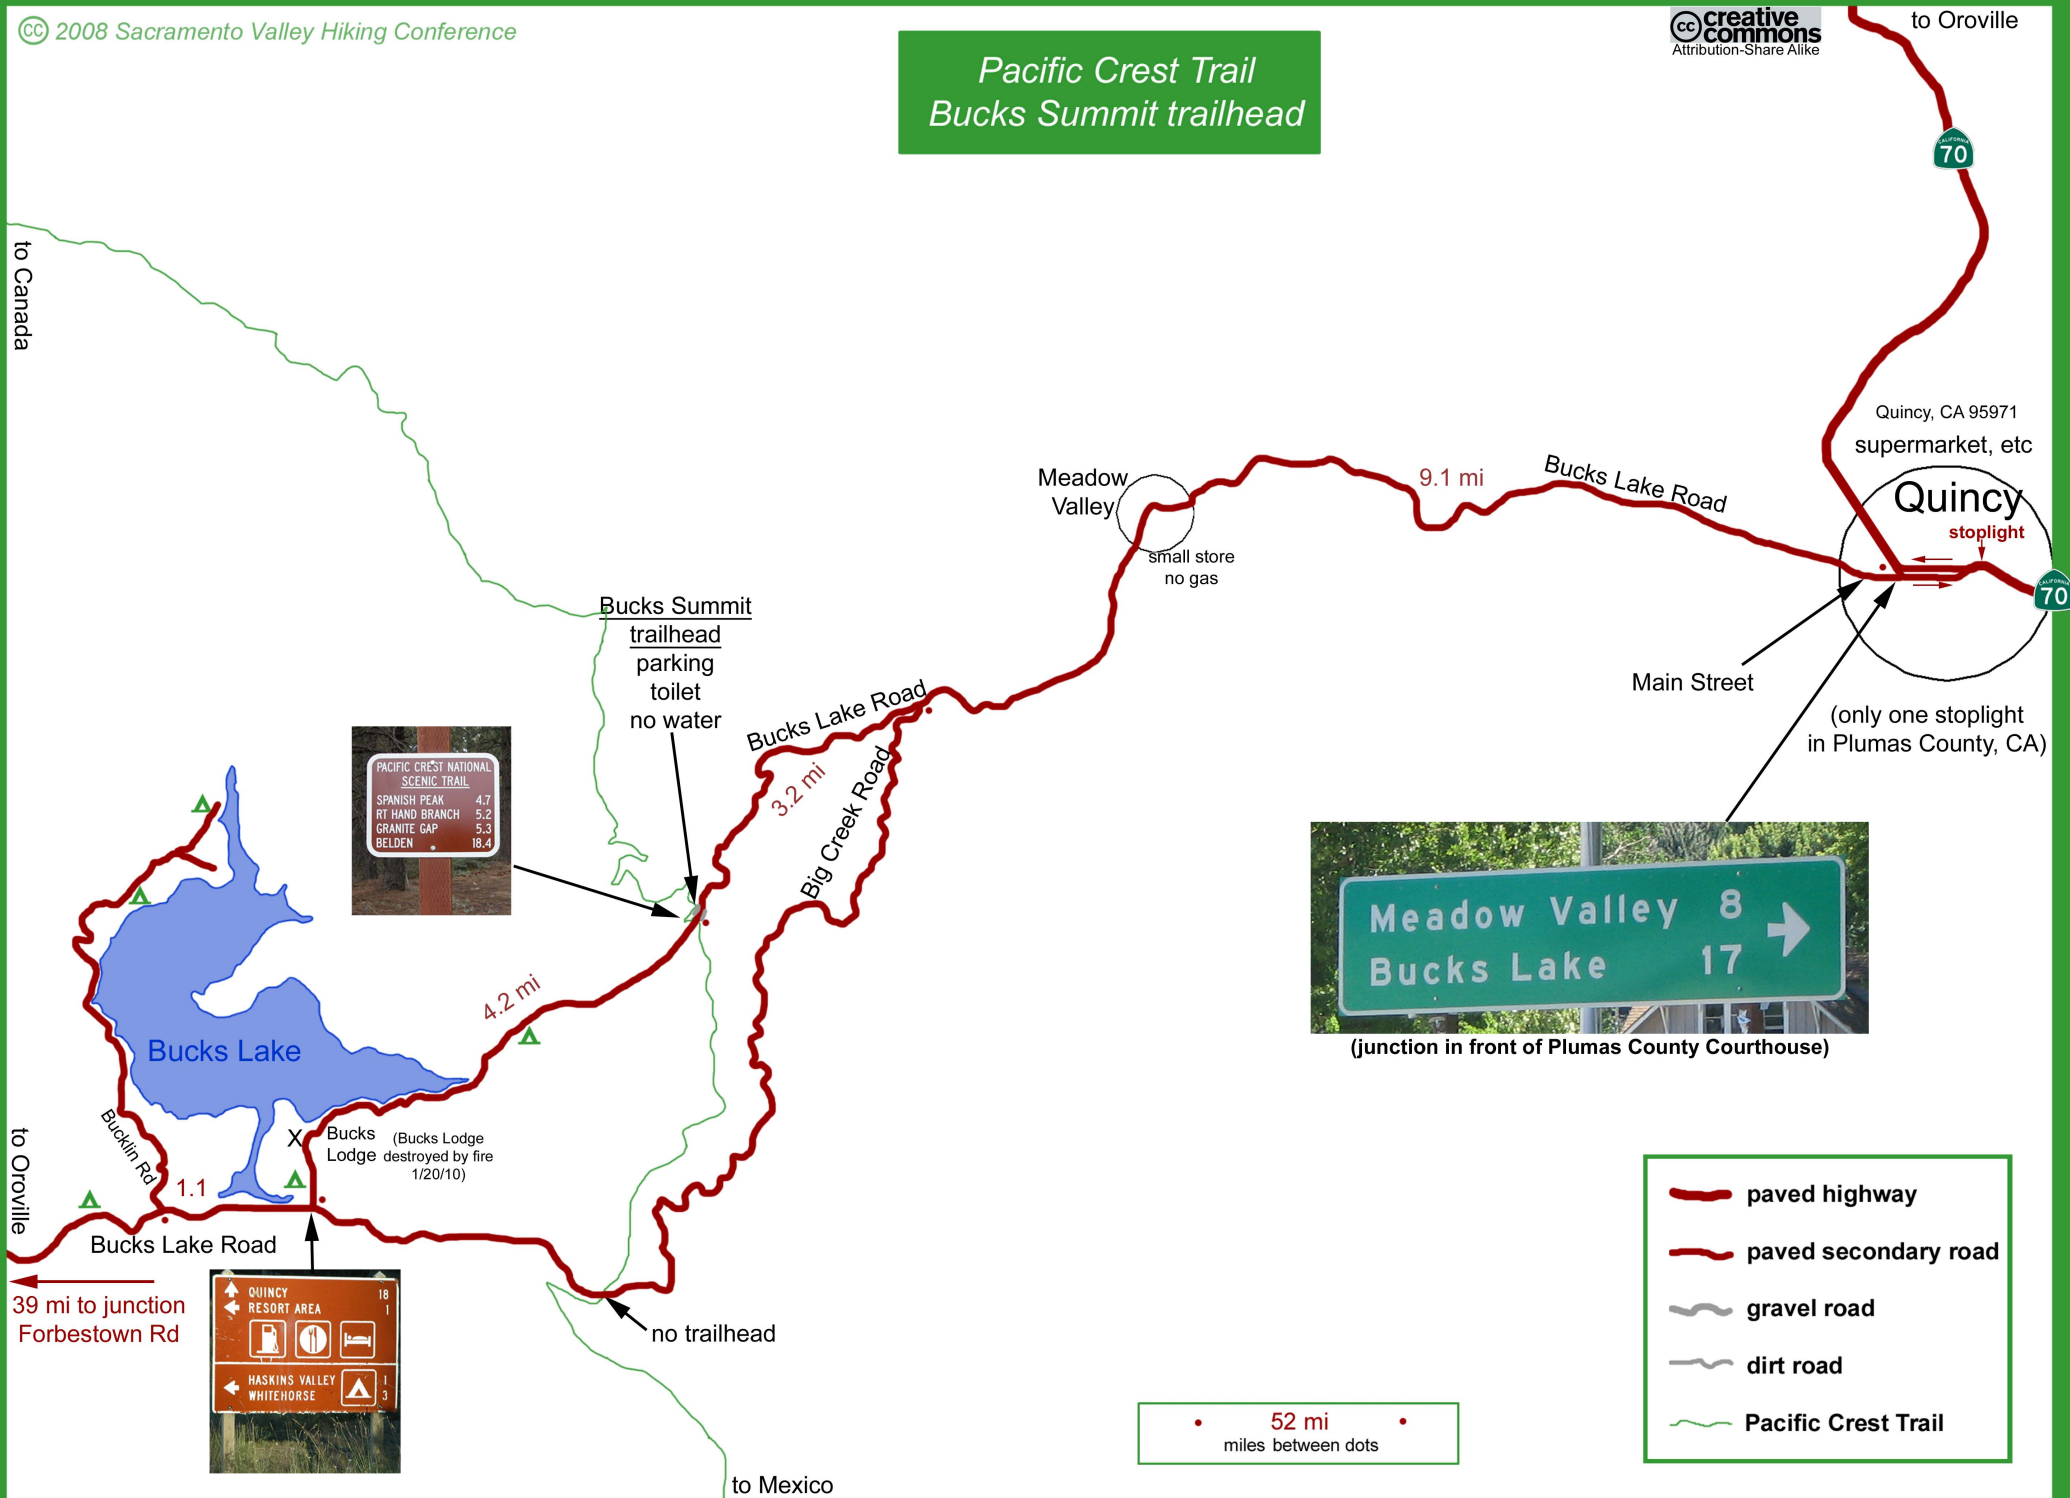 cc 2008 Sacramento Valley Hiking Conference
Pacific Crest Trail
Bucks Summit trailhead
cc creative
commons
Attribution-Share Alike
to Oroville
CALIFORNIA
70
to Canada
Quincy, CA 95971
supermarket, etc
Quincy
stoplight
CALIFORNIA
70
Meadow
Valley
small store
no gas
9.1 mi
Bucks Lake Road
Main Street
(only one stoplight
in Plumas County, CA)
Bucks Summit
trailhead
parking
toilet
no water
Bucks Lake Road
3.2 mi
Big Creek Road
PACIFIC CREST NATIONAL
SCENIC TRAIL
SPANISH PEAK 4.7
RT HAND BRANCH 5.2
GRANITE GAP 5.3
BELDEN 18.4
Meadow Valley 8
Bucks Lake 17
(junction in front of Plumas County Courthouse)
4.2 mi
Bucks Lake
Bucklin Rd
X
Bucks
Lodge
(Bucks Lodge
destroyed by fire
1/20/10)
1.1
to Oroville
Bucks Lake Road
39 mi to junction
Forbestown Rd
QUINCY 18
RESORT AREA 1
HASKINS VALLEY 1
WHITEHORSE 3
no trailhead
to Mexico
52 mi
miles between dots
paved highway
paved secondary road
gravel road
dirt road
Pacific Crest Trail